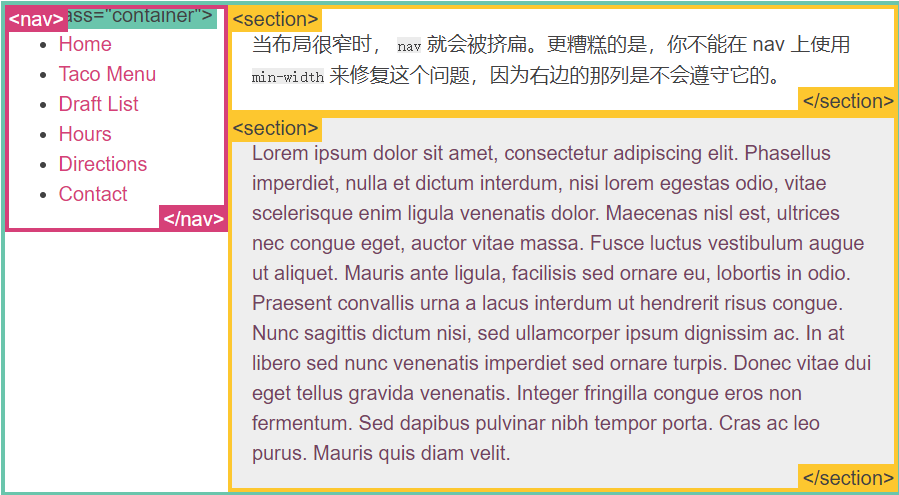 <nav>
ass="container">
Home
Taco Menu
Draft List
Hours
Directions
Contact
</nav>
<section>
当布局很窄时， nav 就会被挤扁。更糟糕的是，你不能在 nav 上使用
min-width 来修复这个问题，因为右边的那列是不会遵守它的。
</section>
<section>
Lorem ipsum dolor sit amet, consectetur adipiscing elit. Phasellus
imperdiet, nulla et dictum interdum, nisi lorem egestas odio, vitae
scelerisque enim ligula venenatis dolor. Maecenas nisl est, ultrices
nec congue eget, auctor vitae massa. Fusce luctus vestibulum augue
ut aliquet. Mauris ante ligula, facilisis sed ornare eu, lobortis in odio.
Praesent convallis urna a lacus interdum ut hendrerit risus congue.
Nunc sagittis dictum nisi, sed ullamcorper ipsum dignissim ac. In at
libero sed nunc venenatis imperdiet sed ornare turpis. Donec vitae dui
eget tellus gravida venenatis. Integer fringilla congue eros non
fermentum. Sed dapibus pulvinar nibh tempor porta. Cras ac leo
purus. Mauris quis diam velit.
</section>